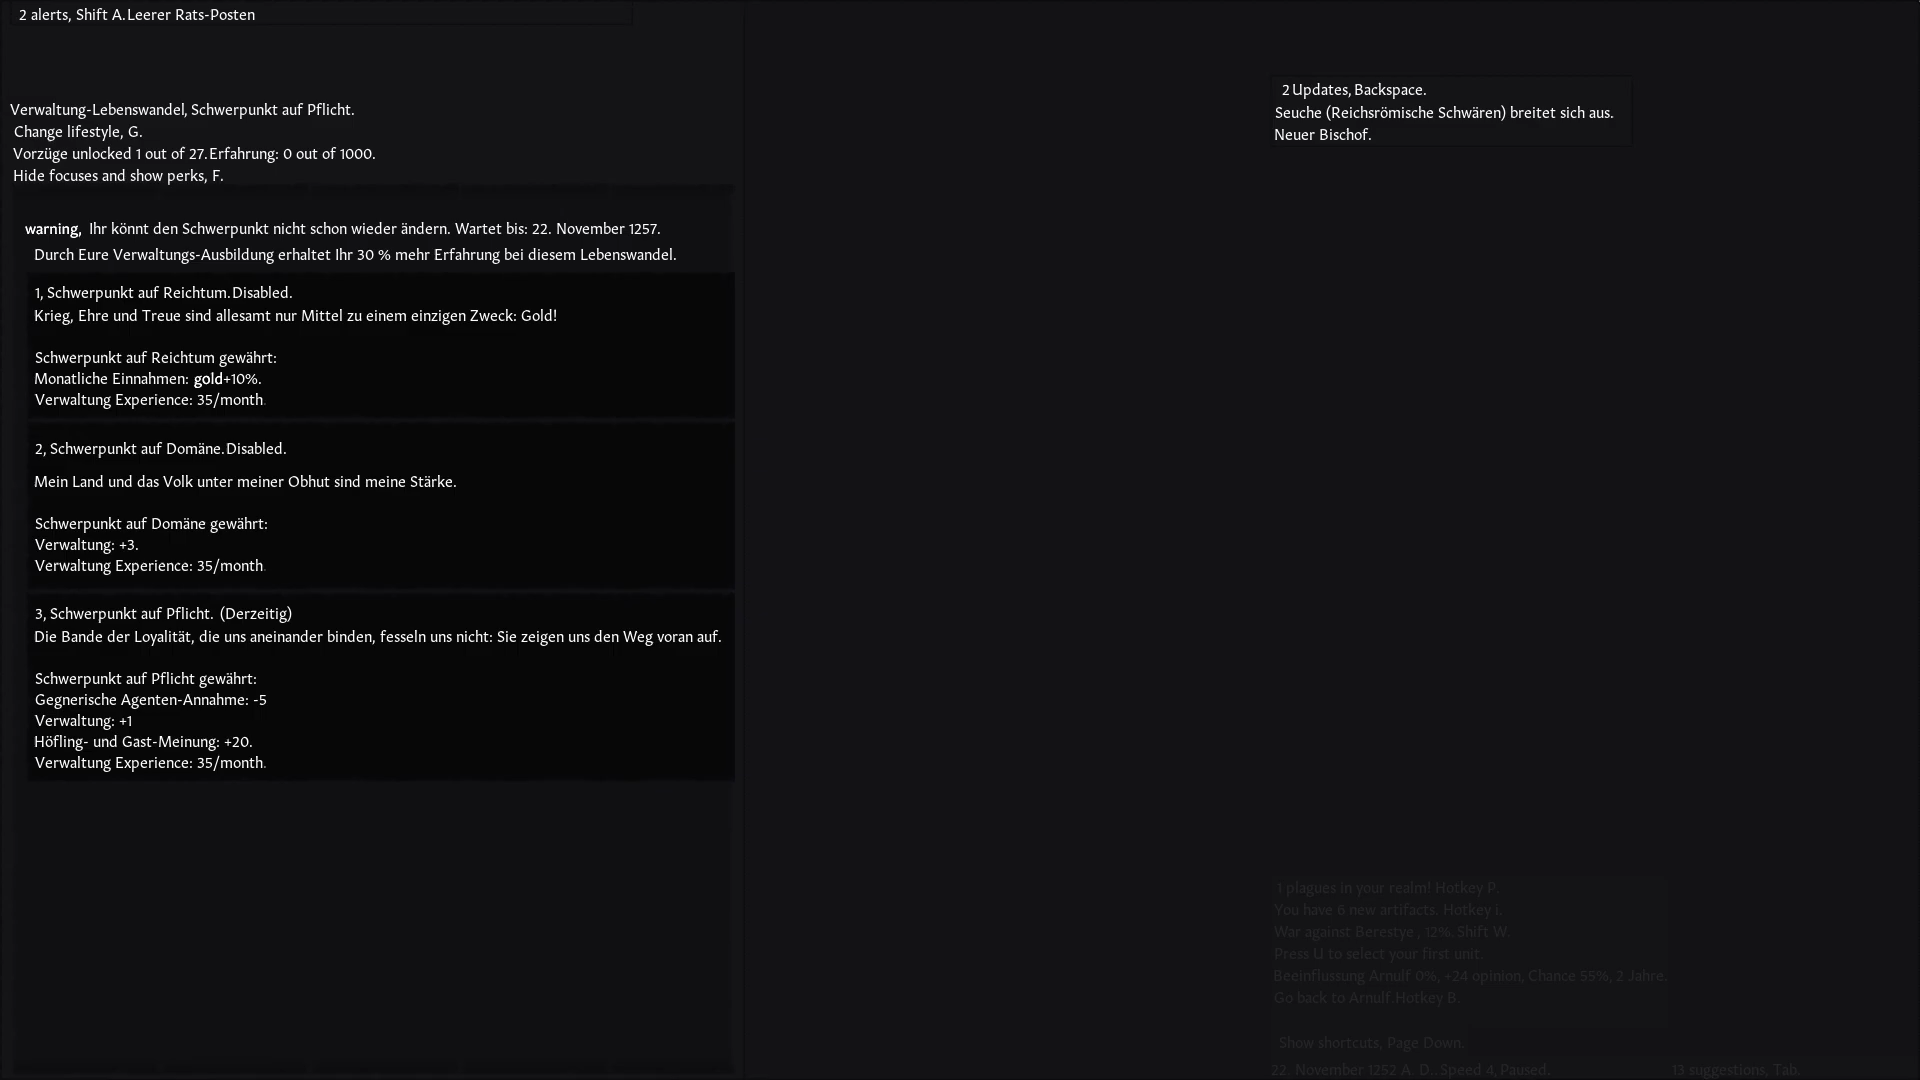 2 alerts, Shift A.Leerer Rats-Posten
Verwaltung-Lebenswandel, Schwerpunkt auf Pflicht.
Change lifestyle, G.
Vorzüge unlocked 1 out of 27.Erfahrung: 0 out of 1000.
Hide focuses and show perks, F.
warning, Ihr könnt den Schwerpunkt nicht schon wieder ändern. Wartet bis: 22. November 1257.
Durch Eure Verwaltungs-Ausbildung erhaltet Ihr 30 % mehr Erfahrung bei diesem Lebenswandel.
1, Schwerpunkt auf Reichtum.Disabled.
Krieg, Ehre und Treue sind allesamt nur Mittel zu einem einzigen Zweck: Gold!
Schwerpunkt auf Reichtum gewährt:
Monatliche Einnahmen: gold+10%.
Verwaltung Experience: 35/month.
2, Schwerpunkt auf Domäne.Disabled.
Mein Land und das Volk unter meiner Obhut sind meine Stärke.
Schwerpunkt auf Domäne gewährt:
Verwaltung: +3.
Verwaltung Experience: 35/month.
3, Schwerpunkt auf Pflicht. (Derzeitig)
Die Bande der Loyalität, die uns aneinander binden, fesseln uns nicht: Sie zeigen uns den Weg voran auf.
Schwerpunkt auf Pflicht gewährt:
Gegnerische Agenten-Annahme: -5
Verwaltung: +1
Höfling- und Gast-Meinung: +20.
Verwaltung Experience: 35/month.
2 Updates, Backspace.
Seuche (Reichsrömische Schwären) breitet sich aus.
Neuer Bischof.
1 plagues in your realm! Hotkey P.
You have 6 new artifacts. Hotkey i.
War against Berestye , 12%. Shift W.
Press U to select your first unit.
Beeinflussung Arnulf 0%, +24 opinion, Chance 55%, 2 Jahre.
Go back to Arnulf.Hotkey B.
Show shortcuts, Page Down.
22. November 1252 A. D..Speed 4, Paused.
13 suggestions, Tab.